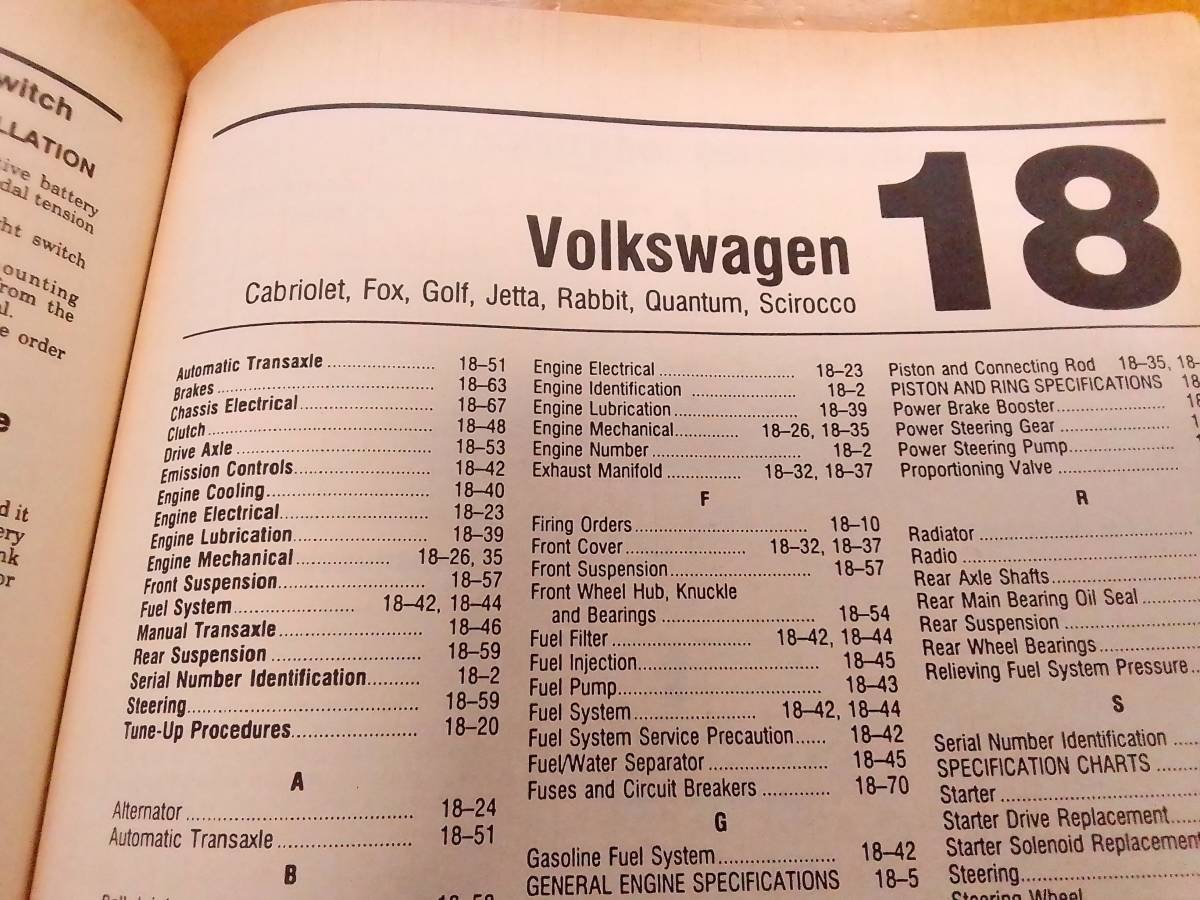 witch
LLATION
tive battery
dal tension
ht switch
ounting
rom the
al.
e order
e
d it
ery
nk
or
18
Volkswagen
Cabriolet, Fox, Golf, Jetta, Rabbit, Quantum, Scirocco
Automatic Transaxle ........ 18–51
Brakes ........ 18–63
Chassis Electrical ........ 18–67
Clutch ........ 18–48
Drive Axle ........ 18–53
Emission Controls ........ 18–42
Engine Cooling ........ 18–40
Engine Electrical ........ 18–23
Engine Lubrication ........ 18–39
Engine Mechanical ........ 18–26, 35
Front Suspension ........ 18–57
Fuel System ........ 18–42, 18–44
Manual Transaxle ........ 18–46
Rear Suspension ........ 18–59
Serial Number Identification ........ 18–2
Steering ........ 18–59
Tune-Up Procedures ........ 18–20
A
Alternator ........ 18–24
Automatic Transaxle ........ 18–51
B
Engine Electrical ........ 18–23
Engine Identification ........ 18–2
Engine Lubrication ........ 18–39
Engine Mechanical ........ 18–26, 18–35
Engine Number ........ 18–2
Exhaust Manifold ........ 18–32, 18–37
F
Firing Orders ........ 18–10
Front Cover ........ 18–32, 18–37
Front Suspension ........ 18–57
Front Wheel Hub, Knuckle
and Bearings ........ 18–54
Fuel Filter ........ 18–42, 18–44
Fuel Injection ........ 18–45
Fuel Pump ........ 18–43
Fuel System ........ 18–42, 18–44
Fuel System Service Precaution ...... 18–42
Fuel/Water Separator ........ 18–45
Fuses and Circuit Breakers ........ 18–70
G
Gasoline Fuel System ........ 18–42
GENERAL ENGINE SPECIFICATIONS 18–5
Piston and Connecting Rod 18–35, 18–
PISTON AND RING SPECIFICATIONS 18
Power Brake Booster ........ 18
Power Steering Gear ........ 1
Power Steering Pump ........
Proportioning Valve ........
R
Radiator ........
Radio ........
Rear Axle Shafts ........
Rear Main Bearing Oil Seal ........
Rear Suspension ........
Rear Wheel Bearings ........
Relieving Fuel System Pressure ..
S
Serial Number Identification ....
SPECIFICATION CHARTS ........
Starter ........
Starter Drive Replacement ......
Starter Solenoid Replacement
Steering ........
Steering Wheel